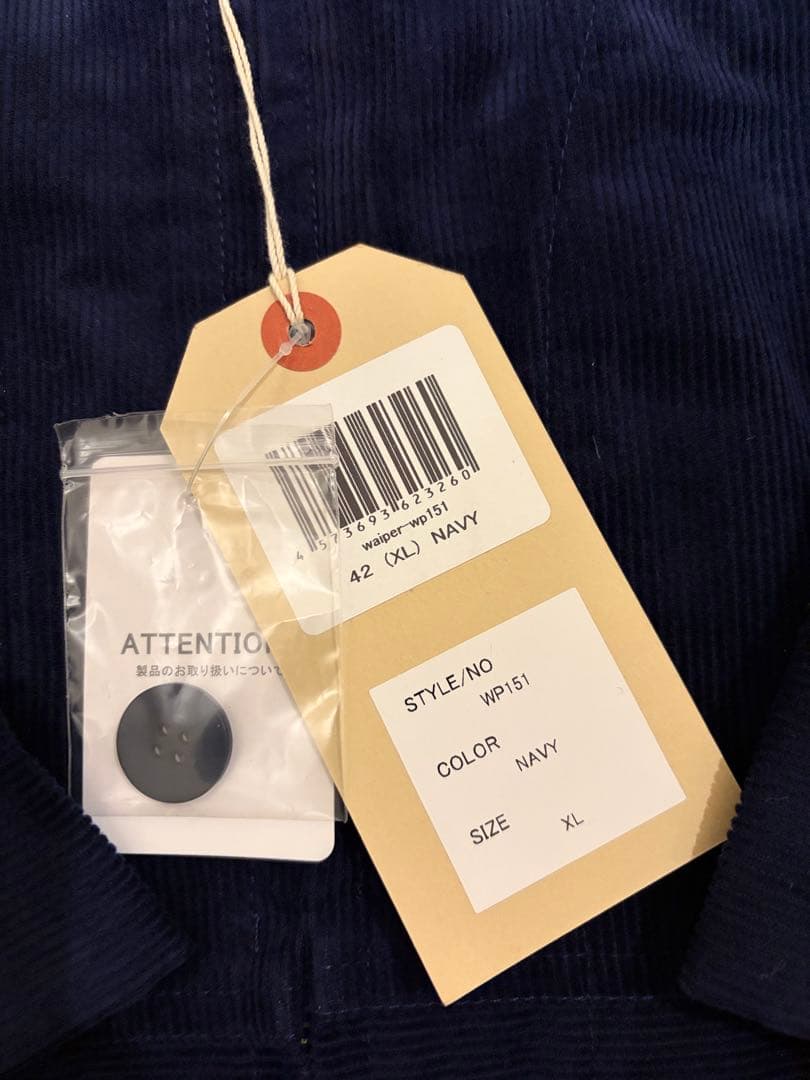 4573693623260
waiper-wp151
42 (XL) NAVY
STYLE/NO
WP151
COLOR
NAVY
SIZE
XL
ATTENTIO
製品のお取り扱いについて